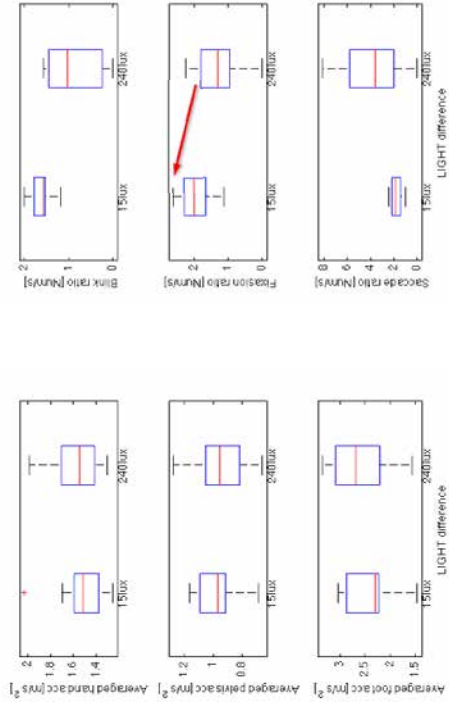 Averaged hand acc [m/s²]
2
1.8
1.6
1.4
15lux 240lux
Averaged pelvis acc [m/s²]
1.2
1
0.8
15lux 240lux
Averaged foot acc [m/s²]
3
2.5
2
1.5
15lux 240lux
LIGHT difference
Blink ratio [Num/s]
2
1
0
15lux 240lux
Fixasion ratio [Num/s]
2
1
0
15lux 240lux
Saccade ratio [Num/s]
8
6
4
2
0
15lux 240lux
LIGHT difference